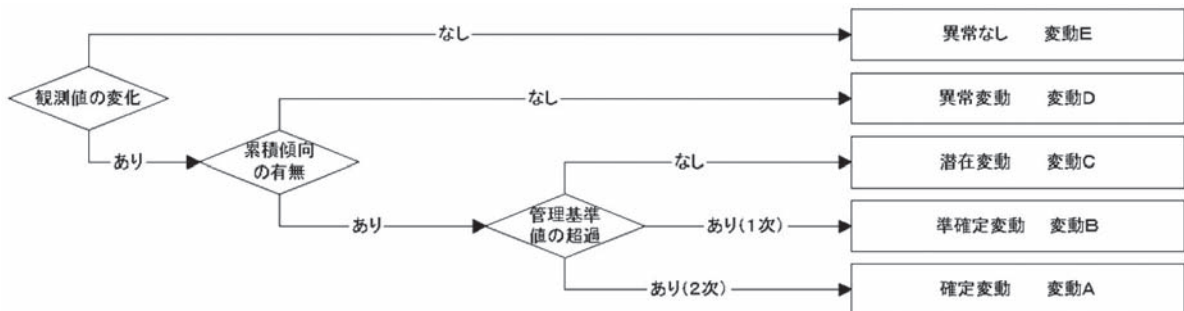 なし
異常なし 変動E
観測値の変化
なし
異常変動 変動D
あり
累積傾向
の有無
なし
潜在変動 変動C
あり
管理基準
値の超過
あり(1次)
準確定変動 変動B
あり(2次)
確定変動 変動A